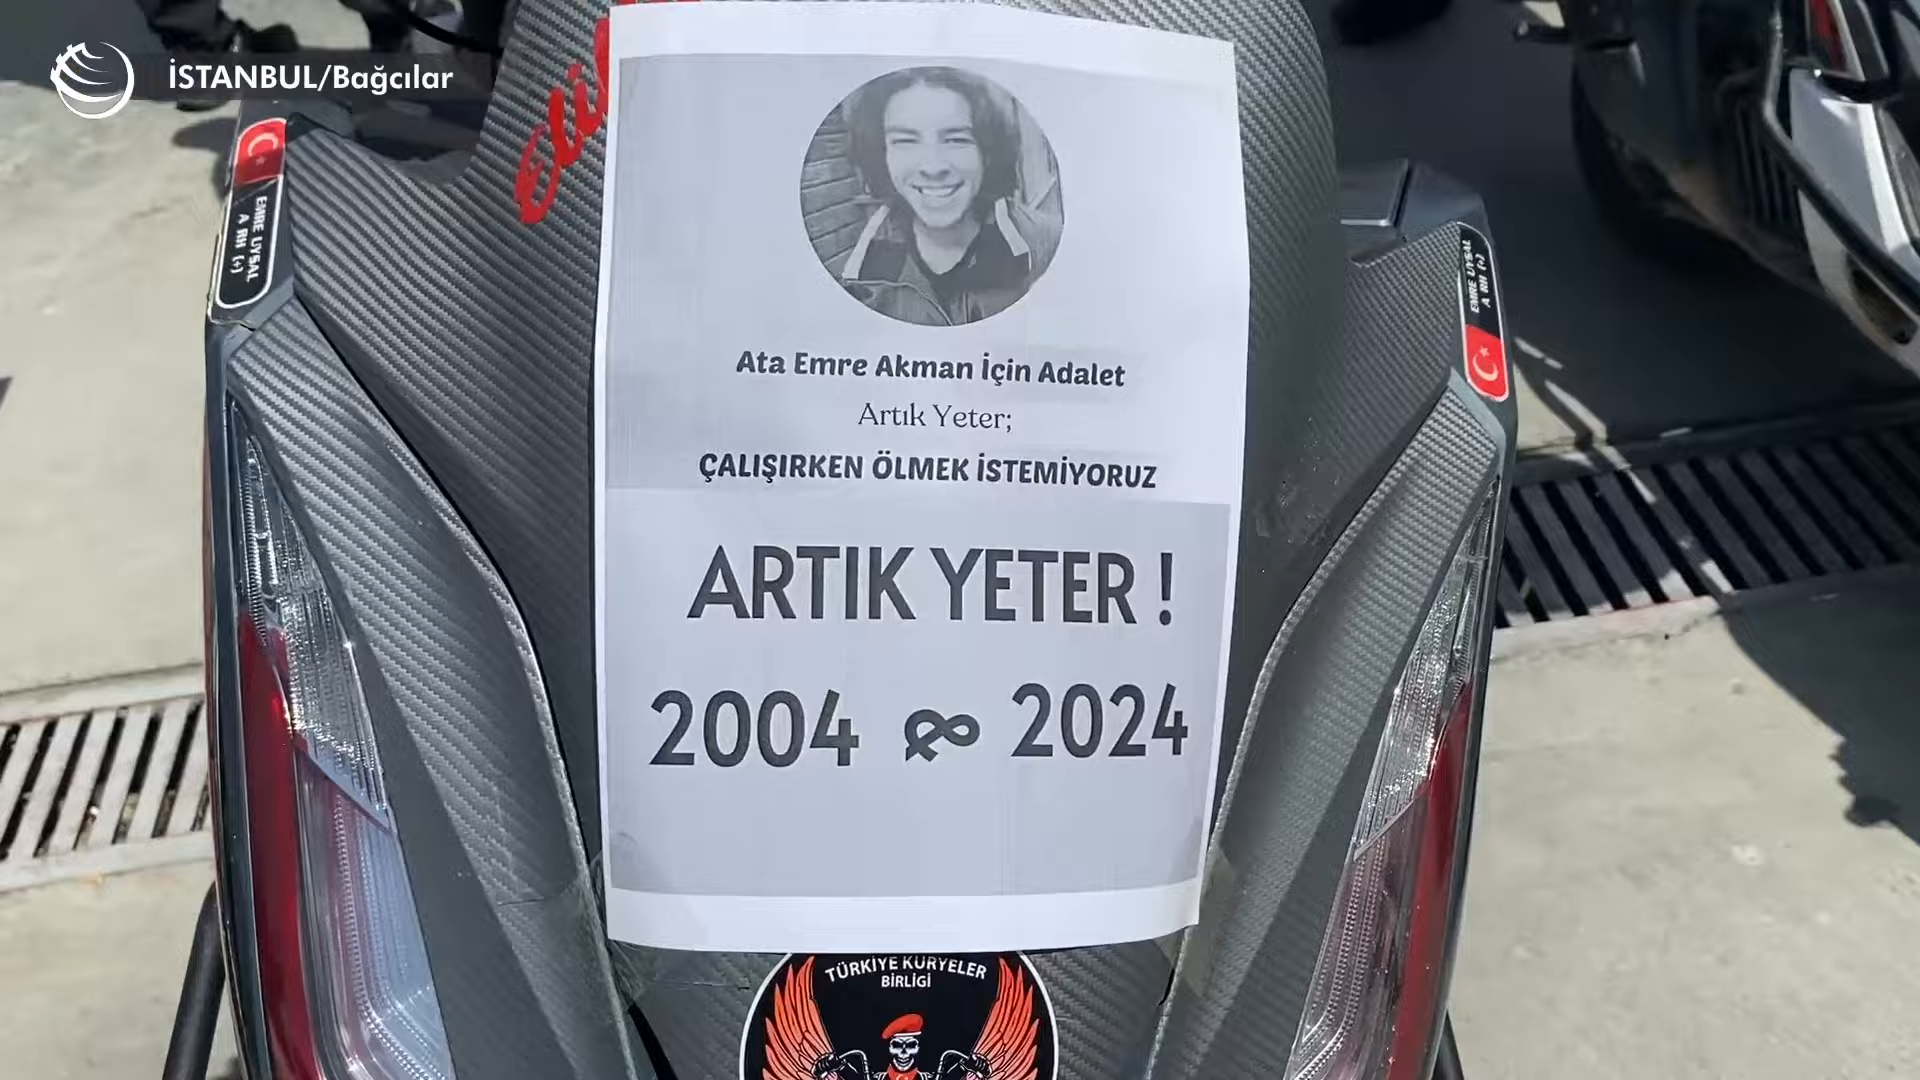 İSTANBUL/Bağcılar
EMRE UYSAL
A RH (+)
EMRE UYSAL
A RH (+)
Ata Emre Akman İçin Adalet
Artık Yeter;
ÇALIŞIRKEN ÖLMEK İSTEMİYORUZ
ARTIK YETER !
2004 2024
TÜRKİYE KURYELER
BİRLİĞİ